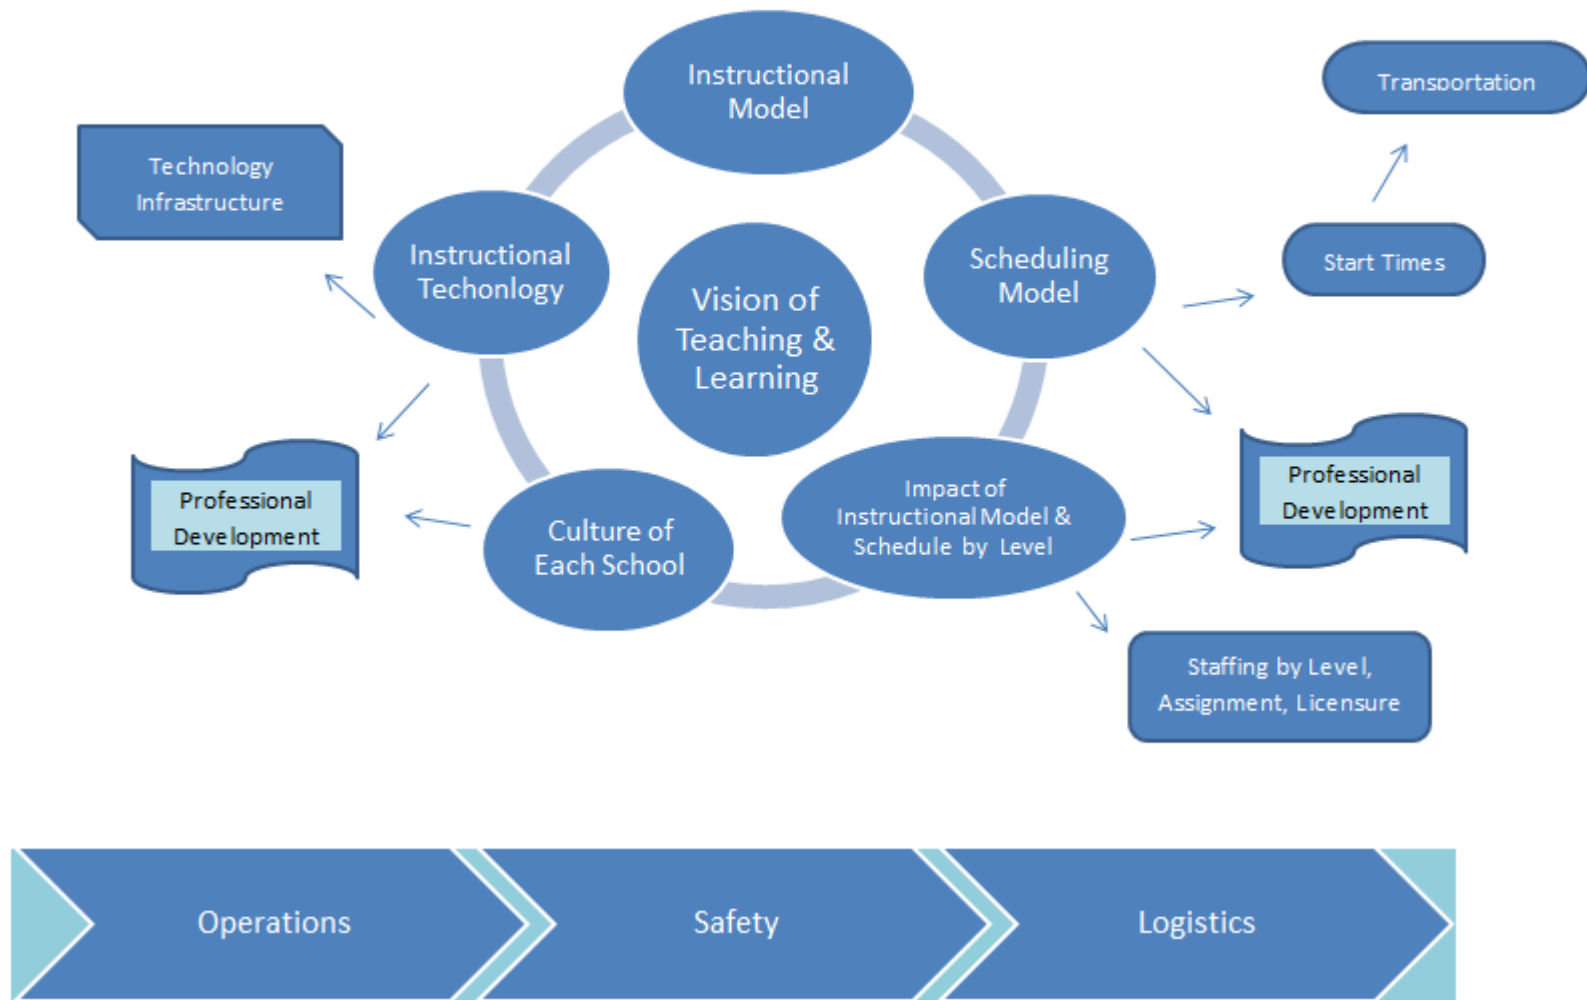 Instructional
Model
Transportation
Technology
Infrastructure
Instructional
Techonlogy
Scheduling
Model
Start Times
Vision of
Teaching &
Learning
Professional
Development
Culture of
Each School
Impact of
Instructional Model &
Schedule by Level
Professional
Development
Staffing by Level,
Assignment, Licensure
Operations
Safety
Logistics